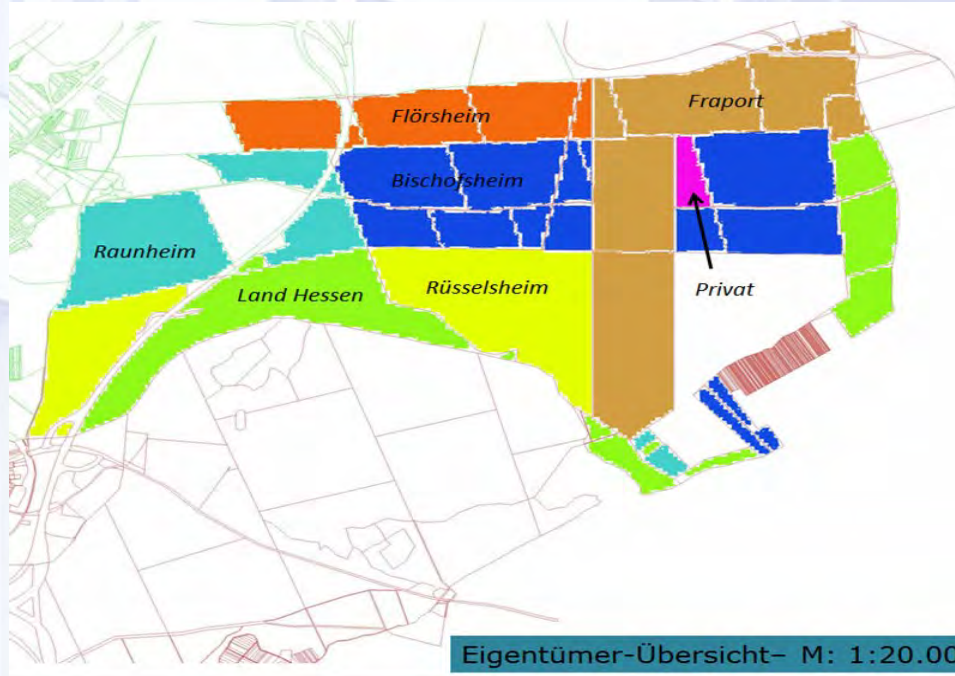 Flörsheim
Fraport
Bischofsheim
Raunheim
Land Hessen
Rüsselsheim
Privat
Eigentümer-Übersicht– M: 1:20.00